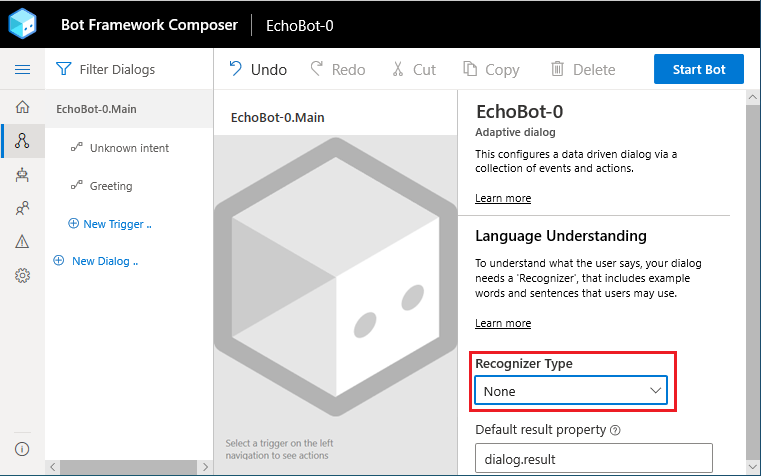 Bot Framework Composer
EchoBot-0
Filter Dialogs
Undo
Redo
Cut
Copy
Delete
Start Bot
EchoBot-0.Main
Unknown intent
Greeting
New Trigger ..
New Dialog ..
EchoBot-0.Main
Select a trigger on the left
navigation to see actions
EchoBot-0
Adaptive dialog
This configures a data driven dialog via a
collection of events and actions.
Learn more
Language Understanding
To understand what the user says, your dialog
needs a 'Recognizer', that includes example
words and sentences that users may use.
Learn more
Recognizer Type
None
Default result property
dialog.result